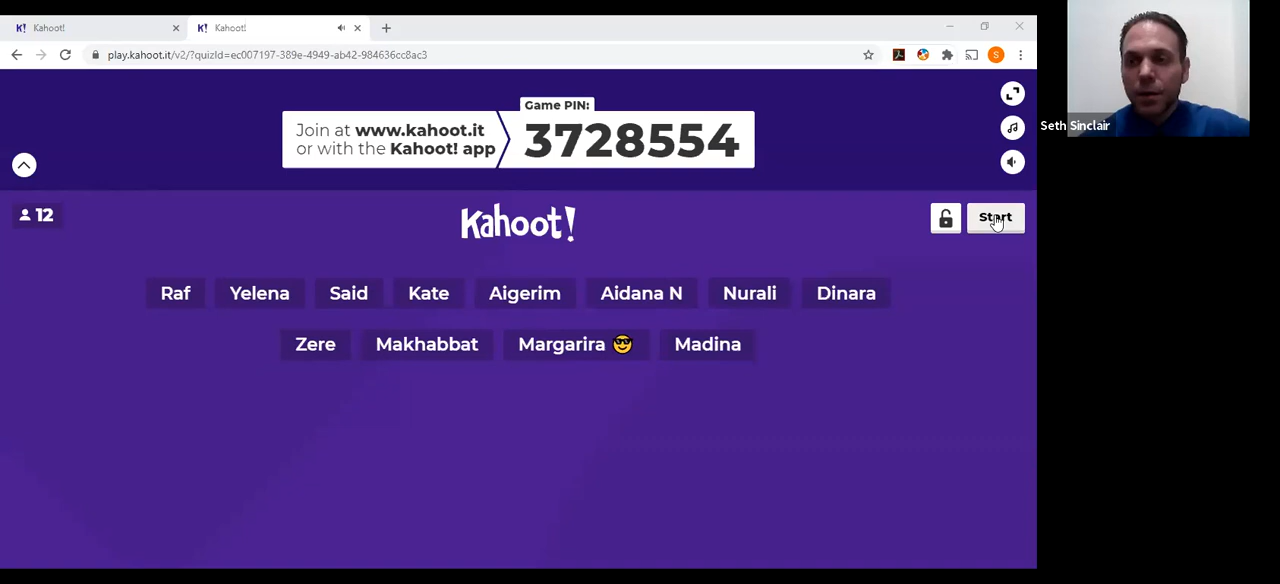 Kahoot!
Kahoot!
play.kahoot.it/v2/?quizId=ec007197-389e-4949-ab42-984636cc8ac3
S
Game PIN:
Join at www.kahoot.it
or with the Kahoot! app
3728554
Seth Sinclair
12
Kahoot!
Start
Raf Yelena Said Kate Aigerim Aidana N Nurali Dinara
Zere Makhabbat Margarira 😎 Madina